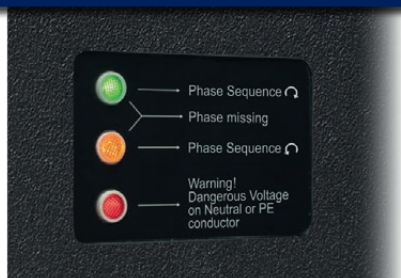 Phase Sequence
Phase missing
Phase Sequence
Warning!
Dangerous Voltage
on Neutral or PE
conductor